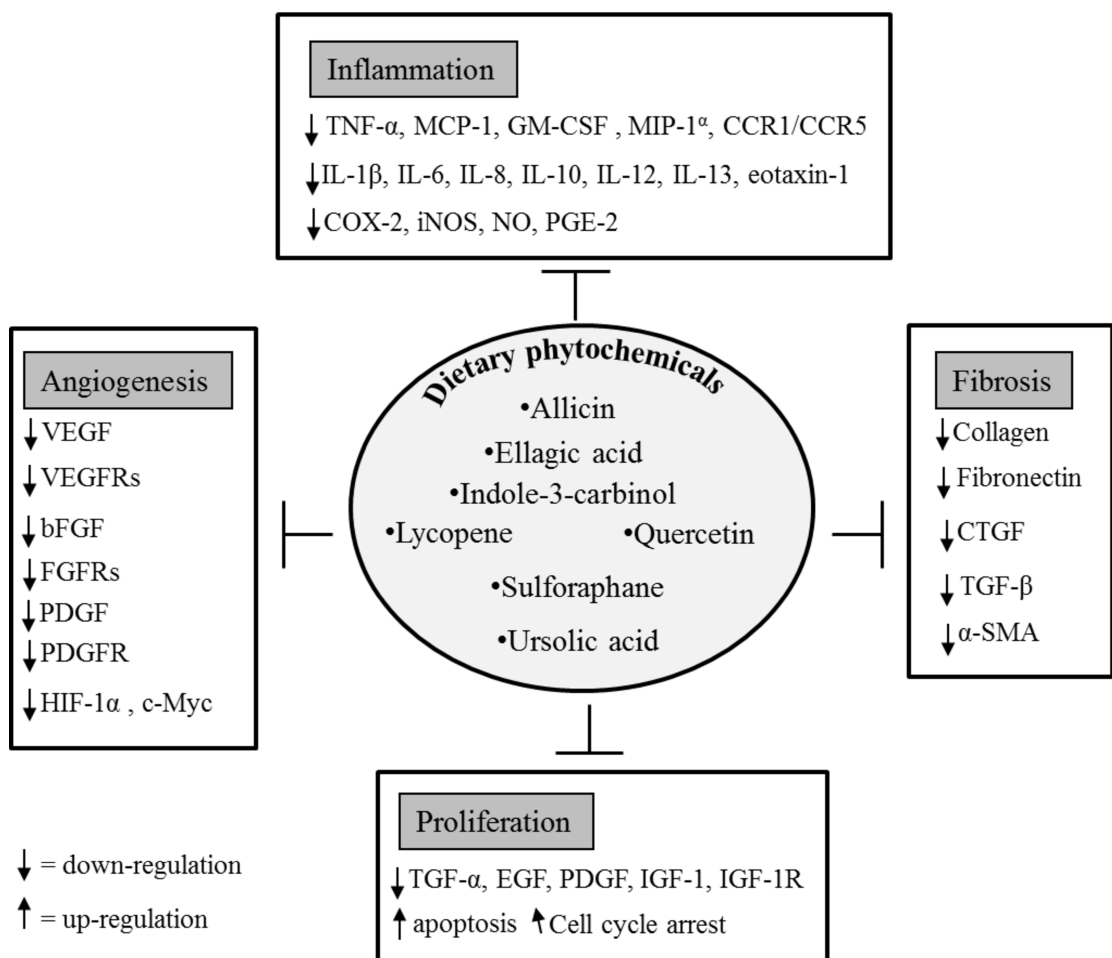 Inflammation
↓ TNF-α, MCP-1, GM-CSF , MIP-1ᵅ, CCR1/CCR5
↓IL-1β, IL-6, IL-8, IL-10, IL-12, IL-13, eotaxin-1
↓COX-2, iNOS, NO, PGE-2
Angiogenesis
↓VEGF
↓VEGFRs
↓bFGF
↓FGFRs
↓PDGF
↓PDGFR
↓HIF-1α , c-Myc
Dietary phytochemicals
•Allicin
•Ellagic acid
•Indole-3-carbinol
•Lycopene •Quercetin
•Sulforaphane
•Ursolic acid
Fibrosis
↓Collagen
↓Fibronectin
↓CTGF
↓TGF-β
↓α-SMA
Proliferation
↓TGF-α, EGF, PDGF, IGF-1, IGF-1R
↑apoptosis ↑Cell cycle arrest
↓ = down-regulation
↑ = up-regulation